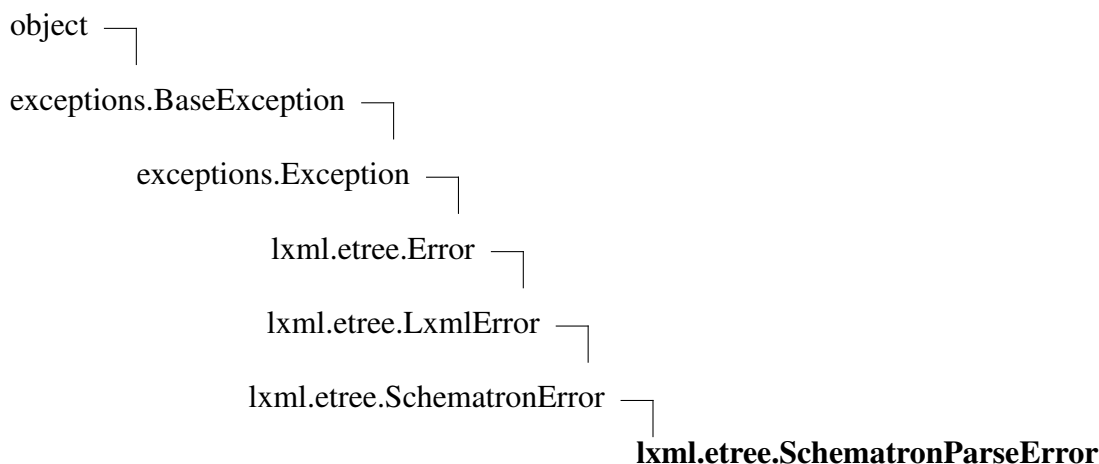 object
exceptions.BaseException
exceptions.Exception
lxml.etree.Error
lxml.etree.LxmlError
lxml.etree.SchematronError
lxml.etree.SchematronParseError